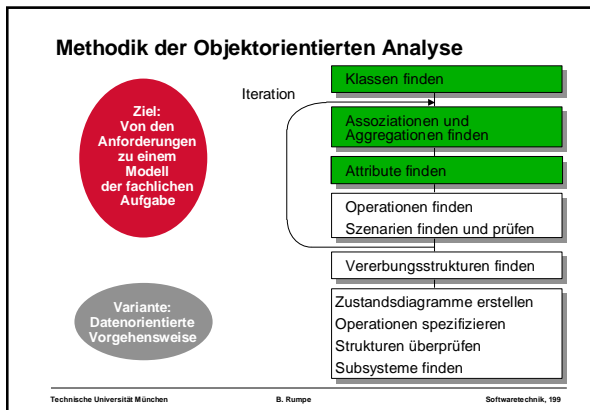 Methodik der Objektorientierten Analyse
Ziel:
Von den
Anforderungen
zu einem
Modell
der fachlichen
Aufgabe
Iteration
Klassen finden
Assoziationen und
Aggregationen finden
Attribute finden
Operationen finden
Szenarien finden und prüfen
Vererbungsstrukturen finden
Variante:
Datenorientierte
Vorgehensweise
Zustandsdiagramme erstellen
Operationen spezifizieren
Strukturen überprüfen
Subsysteme finden
Technische Universität München B. Rumpe Softwaretechnik, 199